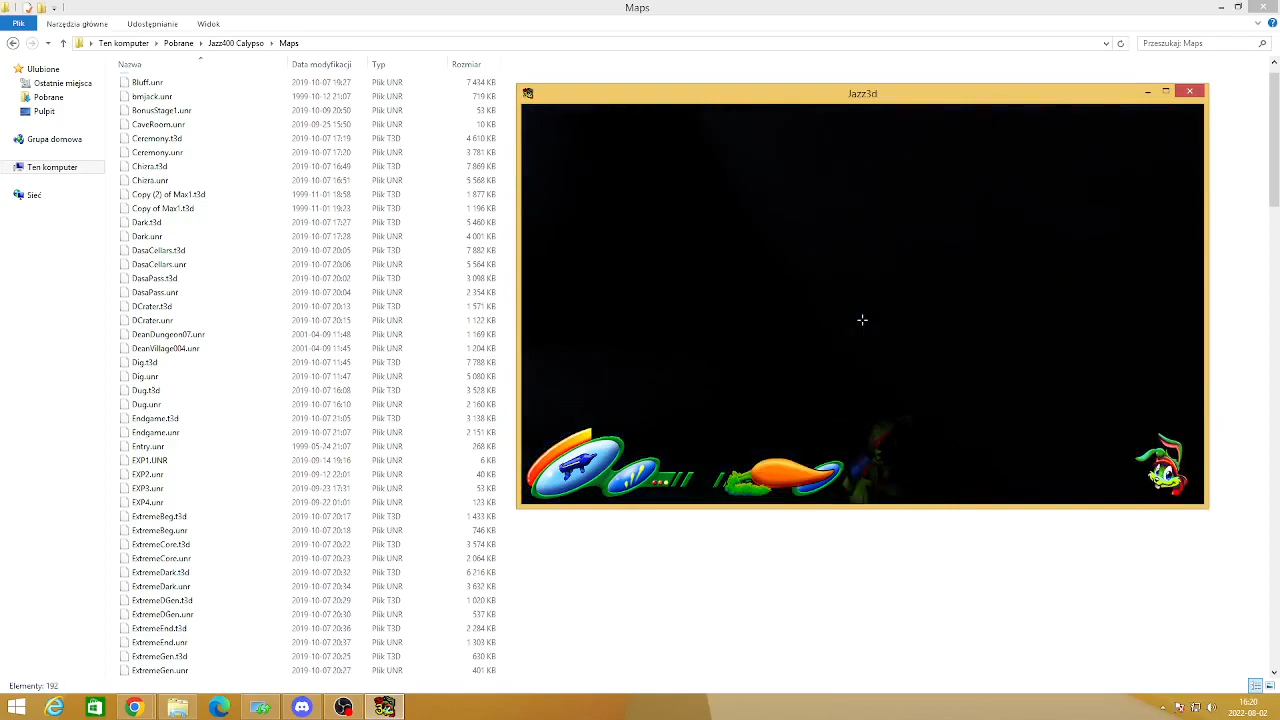 Maps
Plik Narzędzia główne Udostępnianie Widok
Ten komputer Pobrane Jazz400 Calypso Maps
Przeszukaj: Maps
Ulubione
Ostatnie miejsca
Pobrane
Pulpit
Grupa domowa
Ten komputer
Sieć
Nazwa Data modyfikacji Typ Rozmiar
Bluff.unr 2019-10-07 19:27 Plik UNR 7 434 KB
bmjack.unr 1999-10-12 21:07 Plik UNR 719 KB
BonusStage1.unr 2019-10-09 20:50 Plik UNR 53 KB
CaveRoom.unr 2019-09-25 15:50 Plik UNR 10 KB
Ceremony.t3d 2019-10-07 17:19 Plik T3D 4 610 KB
Ceremony.unr 2019-10-07 17:20 Plik UNR 3 781 KB
Chizra.t3d 2019-10-07 16:49 Plik T3D 7 869 KB
Chizra.unr 2019-10-07 16:51 Plik UNR 5 568 KB
Copy (2) of Max1.t3d 1999-11-01 18:58 Plik T3D 1 877 KB
Copy of Max1.t3d 1999-11-01 19:23 Plik T3D 1 196 KB
Dark.t3d 2019-10-07 17:27 Plik T3D 5 460 KB
Dark.unr 2019-10-07 17:28 Plik UNR 4 001 KB
DasaCellars.t3d 2019-10-07 20:05 Plik T3D 7 882 KB
DasaCellars.unr 2019-10-07 20:06 Plik UNR 5 564 KB
DasaPass.t3d 2019-10-07 20:02 Plik T3D 3 098 KB
DasaPass.unr 2019-10-07 20:04 Plik UNR 2 354 KB
DCrater.t3d 2019-10-07 20:13 Plik T3D 1 571 KB
DCrater.unr 2019-10-07 20:15 Plik UNR 1 122 KB
DeanDungeon07.unr 2001-04-09 11:48 Plik UNR 1 169 KB
DeanVillage004.unr 2001-04-09 11:45 Plik UNR 1 204 KB
Dig.t3d 2019-10-07 11:45 Plik T3D 7 788 KB
Dig.unr 2019-10-07 11:47 Plik UNR 5 080 KB
Dug.t3d 2019-10-07 16:08 Plik T3D 3 528 KB
Dug.unr 2019-10-07 16:10 Plik UNR 2 160 KB
Endgame.t3d 2019-10-07 21:05 Plik T3D 3 138 KB
Endgame.unr 2019-10-07 21:07 Plik UNR 2 151 KB
Entry.unr 1999-05-24 21:07 Plik UNR 268 KB
EXP1.UNR 2019-09-14 19:16 Plik UNR 6 KB
EXP2.unr 2019-09-12 22:01 Plik UNR 40 KB
EXP3.unr 2019-09-23 17:31 Plik UNR 53 KB
EXP4.unr 2019-09-22 01:01 Plik UNR 123 KB
ExtremeBeg.t3d 2019-10-07 20:17 Plik T3D 1 433 KB
ExtremeBeg.unr 2019-10-07 20:18 Plik UNR 746 KB
ExtremeCore.t3d 2019-10-07 20:22 Plik T3D 3 574 KB
ExtremeCore.unr 2019-10-07 20:23 Plik UNR 2 064 KB
ExtremeDark.t3d 2019-10-07 20:32 Plik T3D 6 216 KB
ExtremeDark.unr 2019-10-07 20:34 Plik UNR 3 632 KB
ExtremeDGen.t3d 2019-10-07 20:29 Plik T3D 1 020 KB
ExtremeDGen.unr 2019-10-07 20:30 Plik UNR 537 KB
ExtremeEnd.t3d 2019-10-07 20:36 Plik T3D 2 284 KB
ExtremeEnd.unr 2019-10-07 20:37 Plik UNR 1 303 KB
ExtremeGen.t3d 2019-10-07 20:25 Plik T3D 630 KB
ExtremeGen.unr 2019-10-07 20:27 Plik UNR 401 KB
Jazz3d
Elementy: 192
16:20
2022-08-02